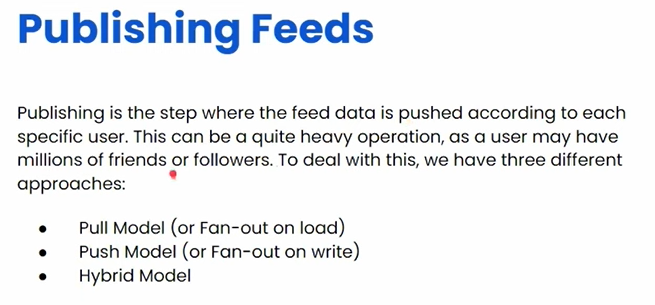 Publishing Feeds
Publishing is the step where the feed data is pushed according to each
specific user. This can be a quite heavy operation, as a user may have
millions of friends or followers. To deal with this, we have three different
approaches:
● Pull Model (or Fan-out on load)
● Push Model (or Fan-out on write)
● Hybrid Model